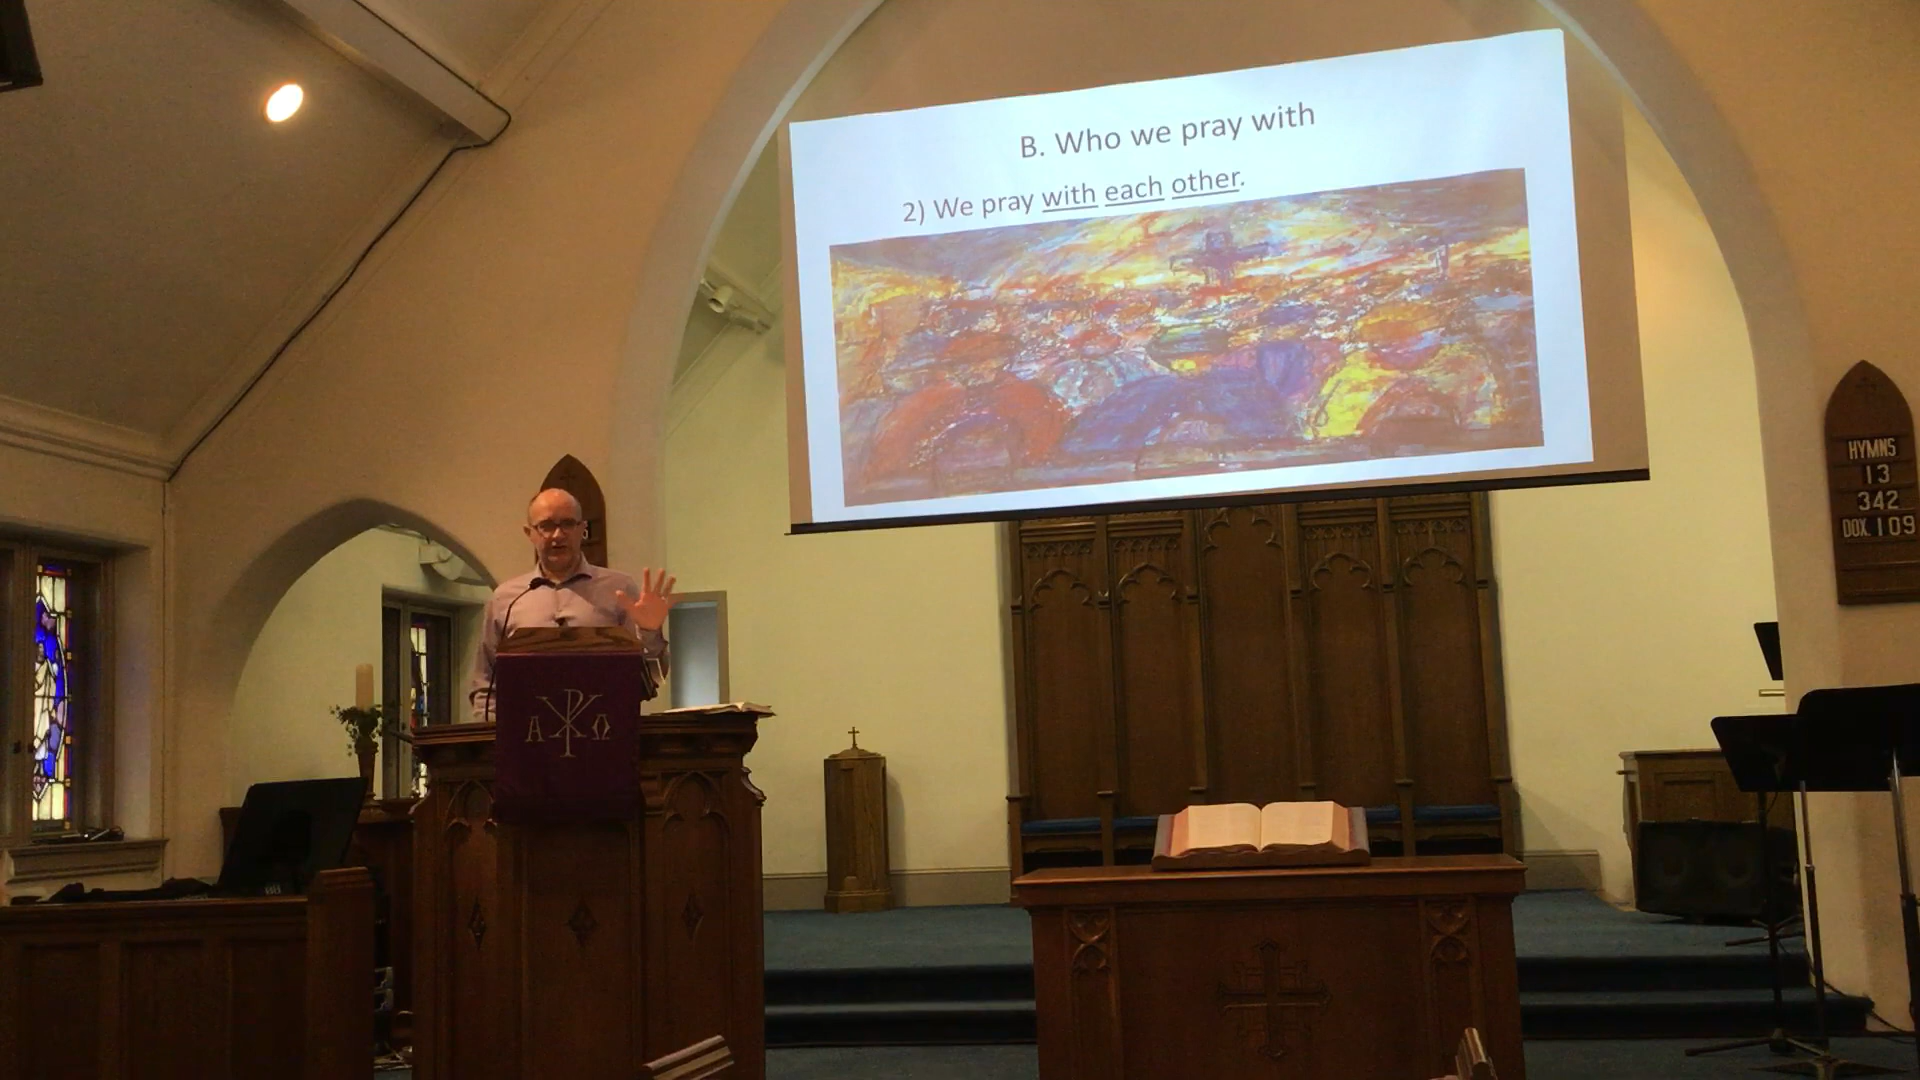 B. Who we pray with
2) We pray with each other.
HYMNS
13
342
DOX. 109
Α Ω